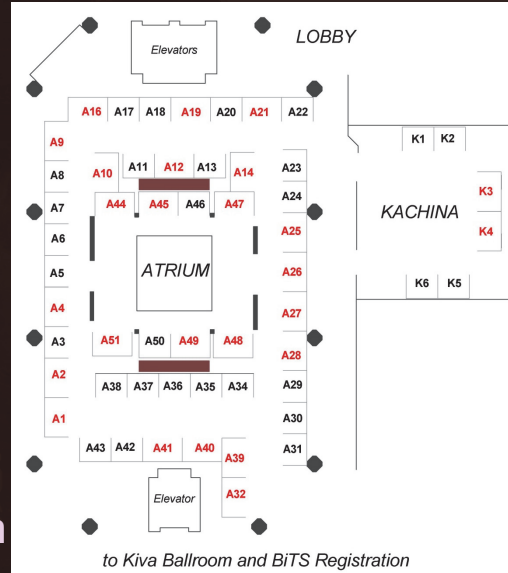 LOBBY
Elevators
A16 A17 A18 A19 A20 A21 A22
A9
A8
A7
A6
A5
A4
A3
A2
A1
A10 A11 A12 A13 A14
A44 A45 A46 A47
ATRIUM
A51 A50 A49 A48
A38 A37 A36 A35 A34
A23
A24
A25
A26
A27
A28
A29
A30
A31
K1 K2
K3
KACHINA
K4
K6 K5
A43 A42 A41 A40
A39
A32
Elevator
to Kiva Ballroom and BiTS Registration